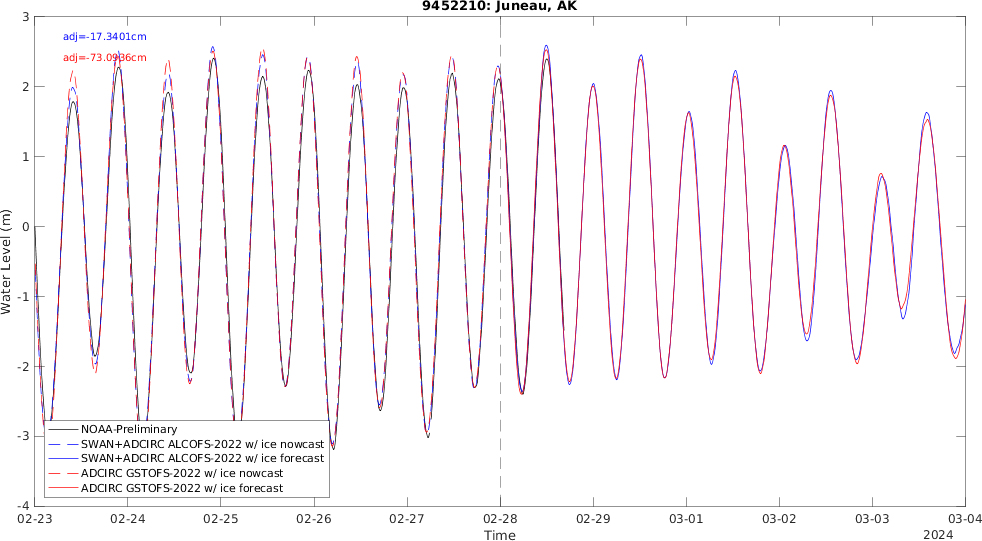 9452210: Juneau, AK
adj=-17.3401cm
adj=-73.0936cm
3
2
1
0
-1
-2
-3
-4
Water Level (m)
NOAA-Preliminary
SWAN+ADCIRC ALCOFS-2022 w/ ice nowcast
SWAN+ADCIRC ALCOFS-2022 w/ ice forecast
ADCIRC GSTOFS-2022 w/ ice nowcast
ADCIRC GSTOFS-2022 w/ ice forecast
02-23 02-24 02-25 02-26 02-27 02-28 02-29 03-01 03-02 03-03 03-04
Time
2024